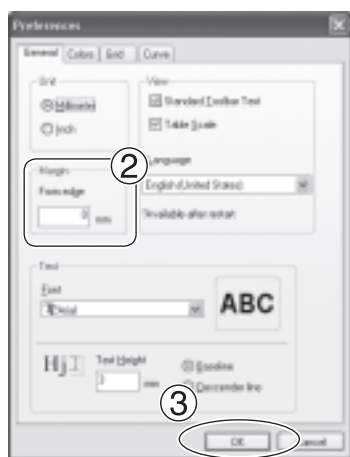 Preferences
General Colors Grid Curve
Unit
Millimeter
Inch
View
Standard Toolbar Text
Table Scale
②
Margin
From edge
mm
Language
English(United States)
*Available after restart
Text
Font
Arial
ABC
Text Height
3 mm
Baseline
Descender line
③
OK Cancel